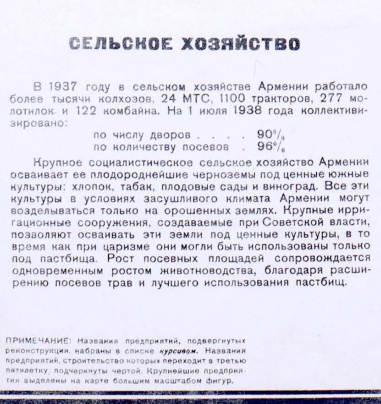 СЕЛЬСКОЕ ХОЗЯЙСТВО
В 1937 году в сельском хозяйстве Армении работало
более тысячи колхозов, 24 МТС, 1100 тракторов, 277 мо-
лотилок и 122 комбайна. На 1 июля 1938 года коллективи-
зировано:
по числу дворов . . . . 90%
по количеству посевов . 96%
Крупное социалистическое сельское хозяйство Армении
осваивает ее плодороднейшие черноземы под ценные южные
культуры: хлопок, табак, плодовые сады и виноград. Все эти
культуры в условиях засушливого климата Армении могут
возделываться только на орошенных землях. Крупные ирри-
гационные сооружения, создаваемые при Советской власти,
позволяют осваивать эти земли под ценные культуры, в то
время как при царизме они могли быть использованы только
под пастбища. Рост посевных площадей сопровождается
одновременным ростом животноводства, благодаря расши-
рению посевов трав и лучшего использования пастбищ.
ПРИМЕЧАНИЕ: Названия предприятий, подвергнутых
реконструкции, набраны в списке курсивом. Названия
предприятий, строительство которых переходит в третью
пятилетку, подчеркнуты чертой. Крупнейшие предприя-
тия выделены на карте большим масштабом фигур.